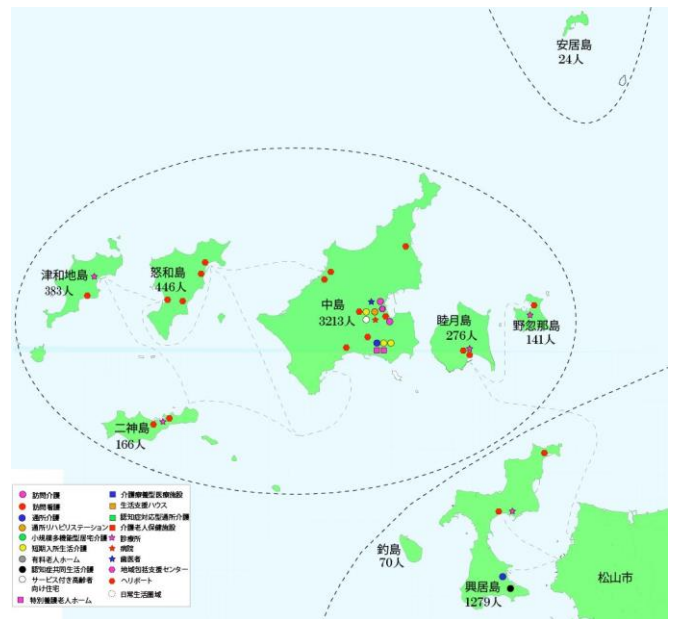 安居島
24人
津和地島
383人
怒和島
446人
中島
3213人
睦月島
276人
野忽那島
141人
二神島
166人
釣島
70人
興居島
1279人
松山市
訪問介護
訪問看護
通所介護
通所リハビリステーション
小規模多機能型居宅介護
短期入所生活介護
有料老人ホーム
認知症共同生活介護
サービス付き高齢者
向け住宅
特別養護老人ホーム
介護療養型医療施設
生活支援ハウス
認知症対応型通所介護
介護老人保健施設
診療所
病院
歯医者
地域包括支援センター
ヘリポート
日常生活圏域